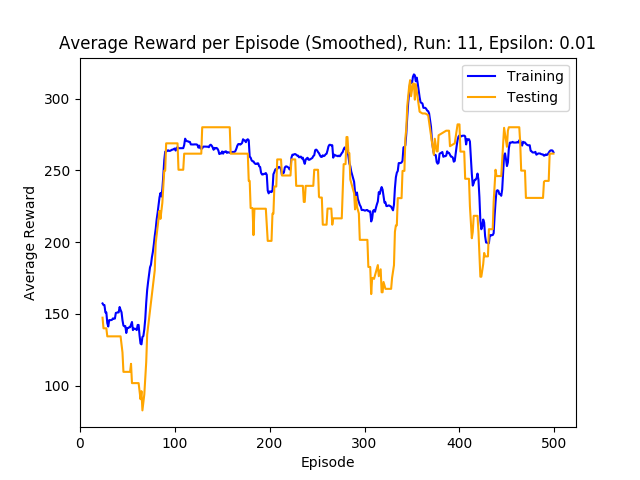 Average Reward per Episode (Smoothed), Run: 11, Epsilon: 0.01
Training
Testing
Average Reward
300
250
200
150
100
0 100 200 300 400 500
Episode